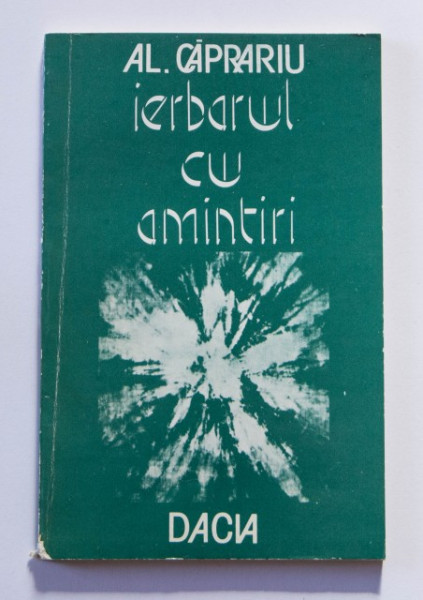 AL. CĂPRARIU
ierbarul
cu
amintiri
DACIA